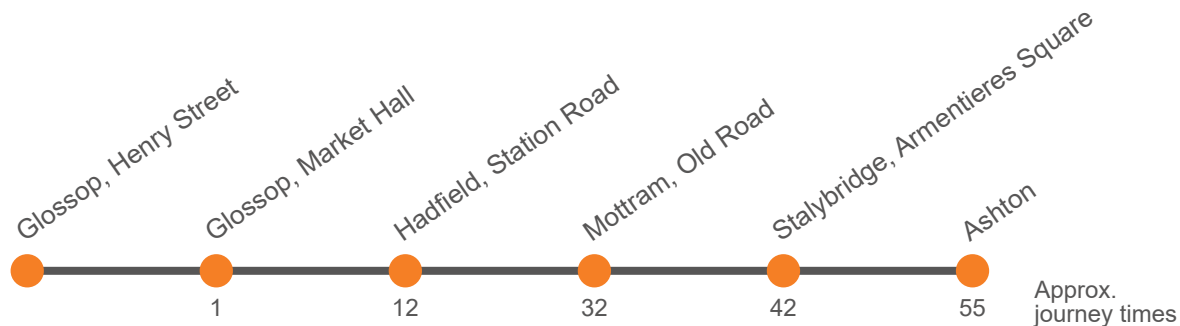 Glossop, Henry Street
Glossop, Market Hall
Hadfield, Station Road
Mottram, Old Road
Stalybridge, Armentieres Square
Ashton
1
12
32
42
55
Approx.
journey times